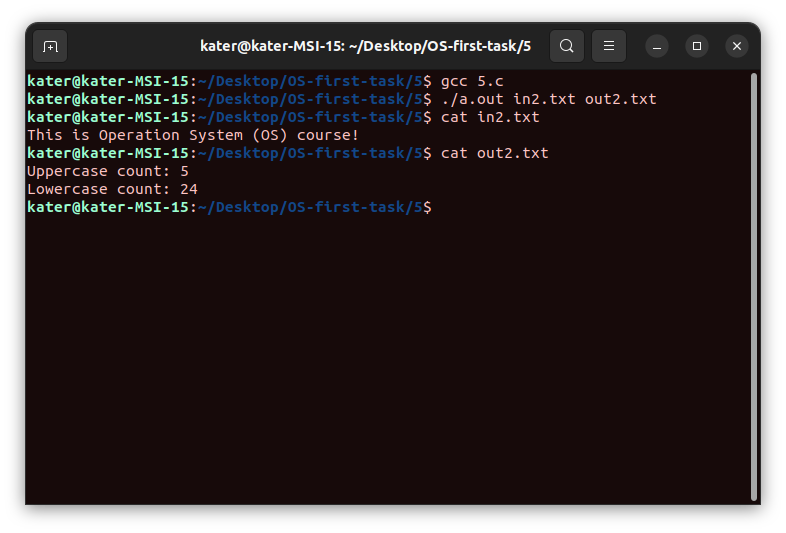 kater@kater-MSI-15: ~/Desktop/OS-first-task/5
kater@kater-MSI-15:~/Desktop/OS-first-task/5$ gcc 5.c
kater@kater-MSI-15:~/Desktop/OS-first-task/5$ ./a.out in2.txt out2.txt
kater@kater-MSI-15:~/Desktop/OS-first-task/5$ cat in2.txt
This is Operation System (OS) course!
kater@kater-MSI-15:~/Desktop/OS-first-task/5$ cat out2.txt
Uppercase count: 5
Lowercase count: 24
kater@kater-MSI-15:~/Desktop/OS-first-task/5$